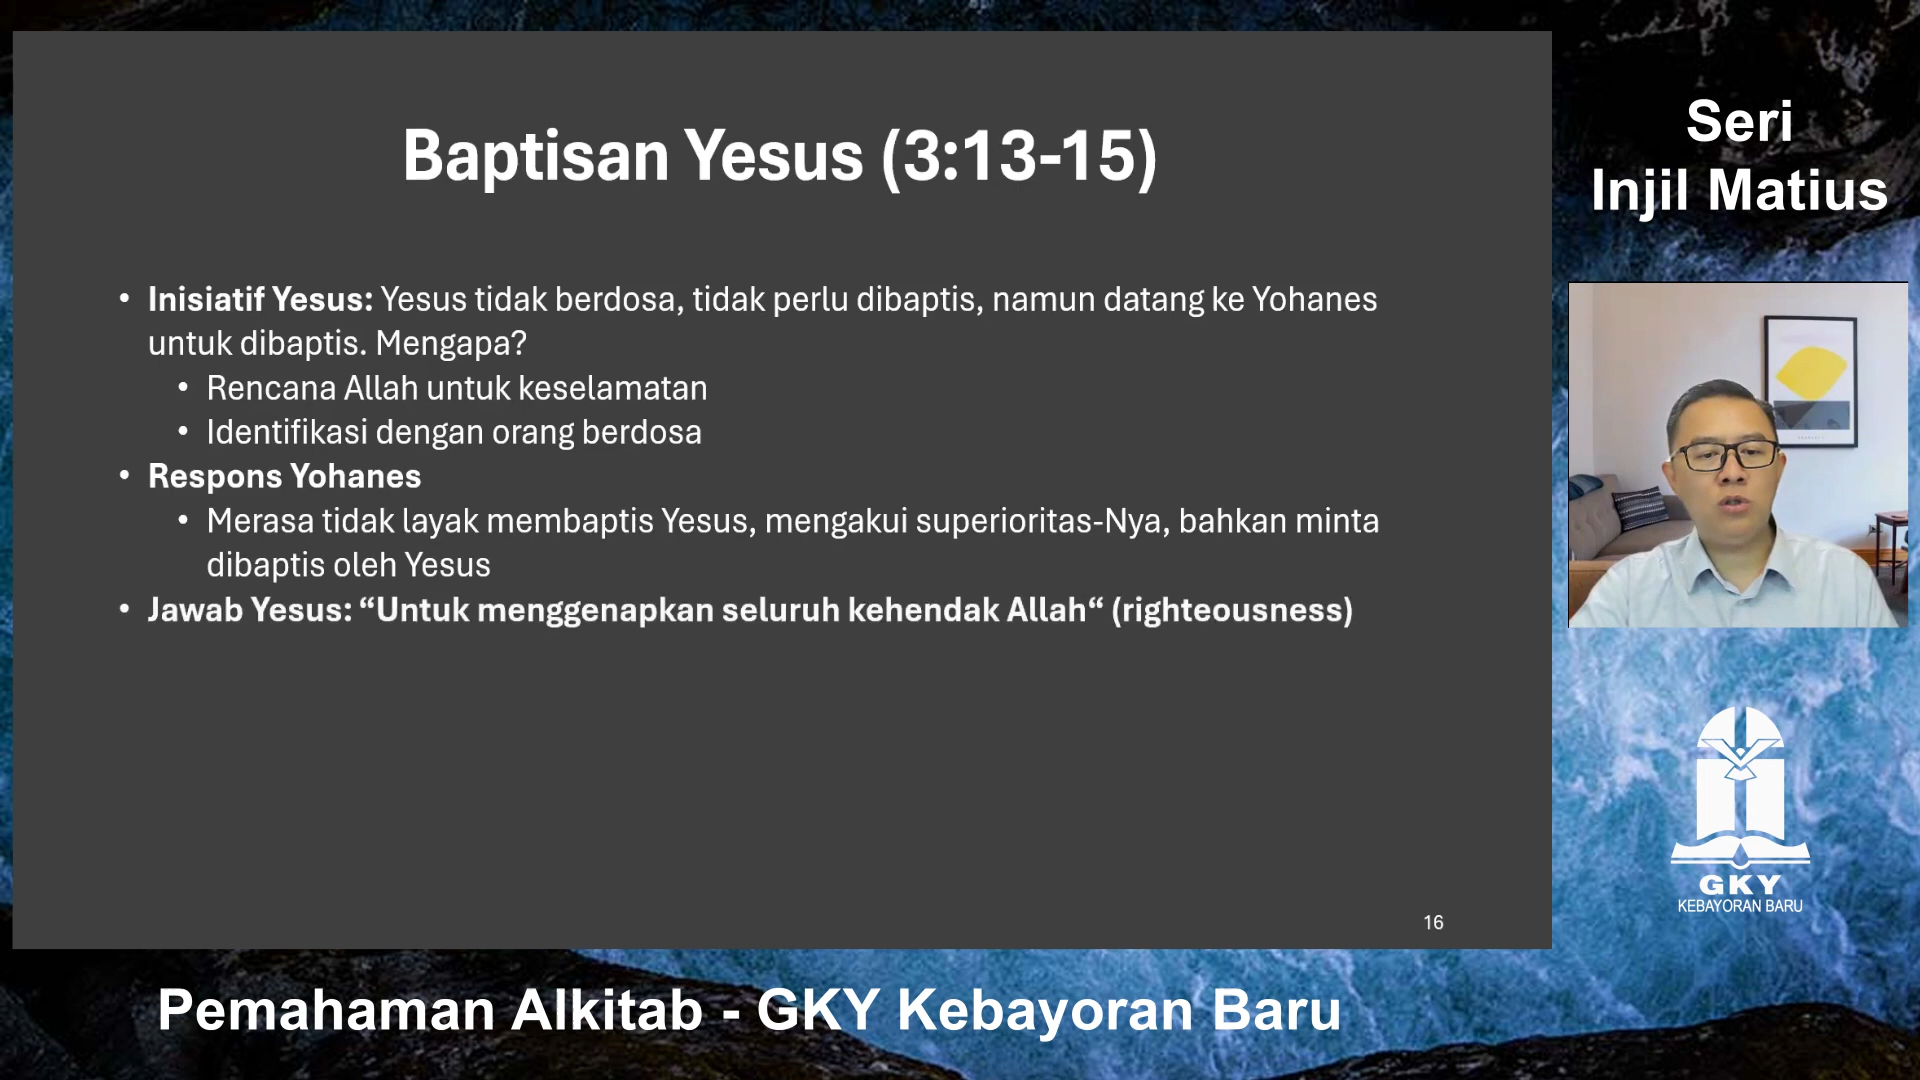 Baptisan Yesus (3:13-15)
• Inisiatif Yesus: Yesus tidak berdosa, tidak perlu dibaptis, namun datang ke Yohanes
untuk dibaptis. Mengapa?
• Rencana Allah untuk keselamatan
• Identifikasi dengan orang berdosa
• Respons Yohanes
• Merasa tidak layak membaptis Yesus, mengakui superioritas-Nya, bahkan minta
dibaptis oleh Yesus
• Jawab Yesus: “Untuk menggenapkan seluruh kehendak Allah“ (righteousness)
16
Seri
Injil Matius
GKY
KEBAYORAN BARU
Pemahaman Alkitab - GKY Kebayoran Baru